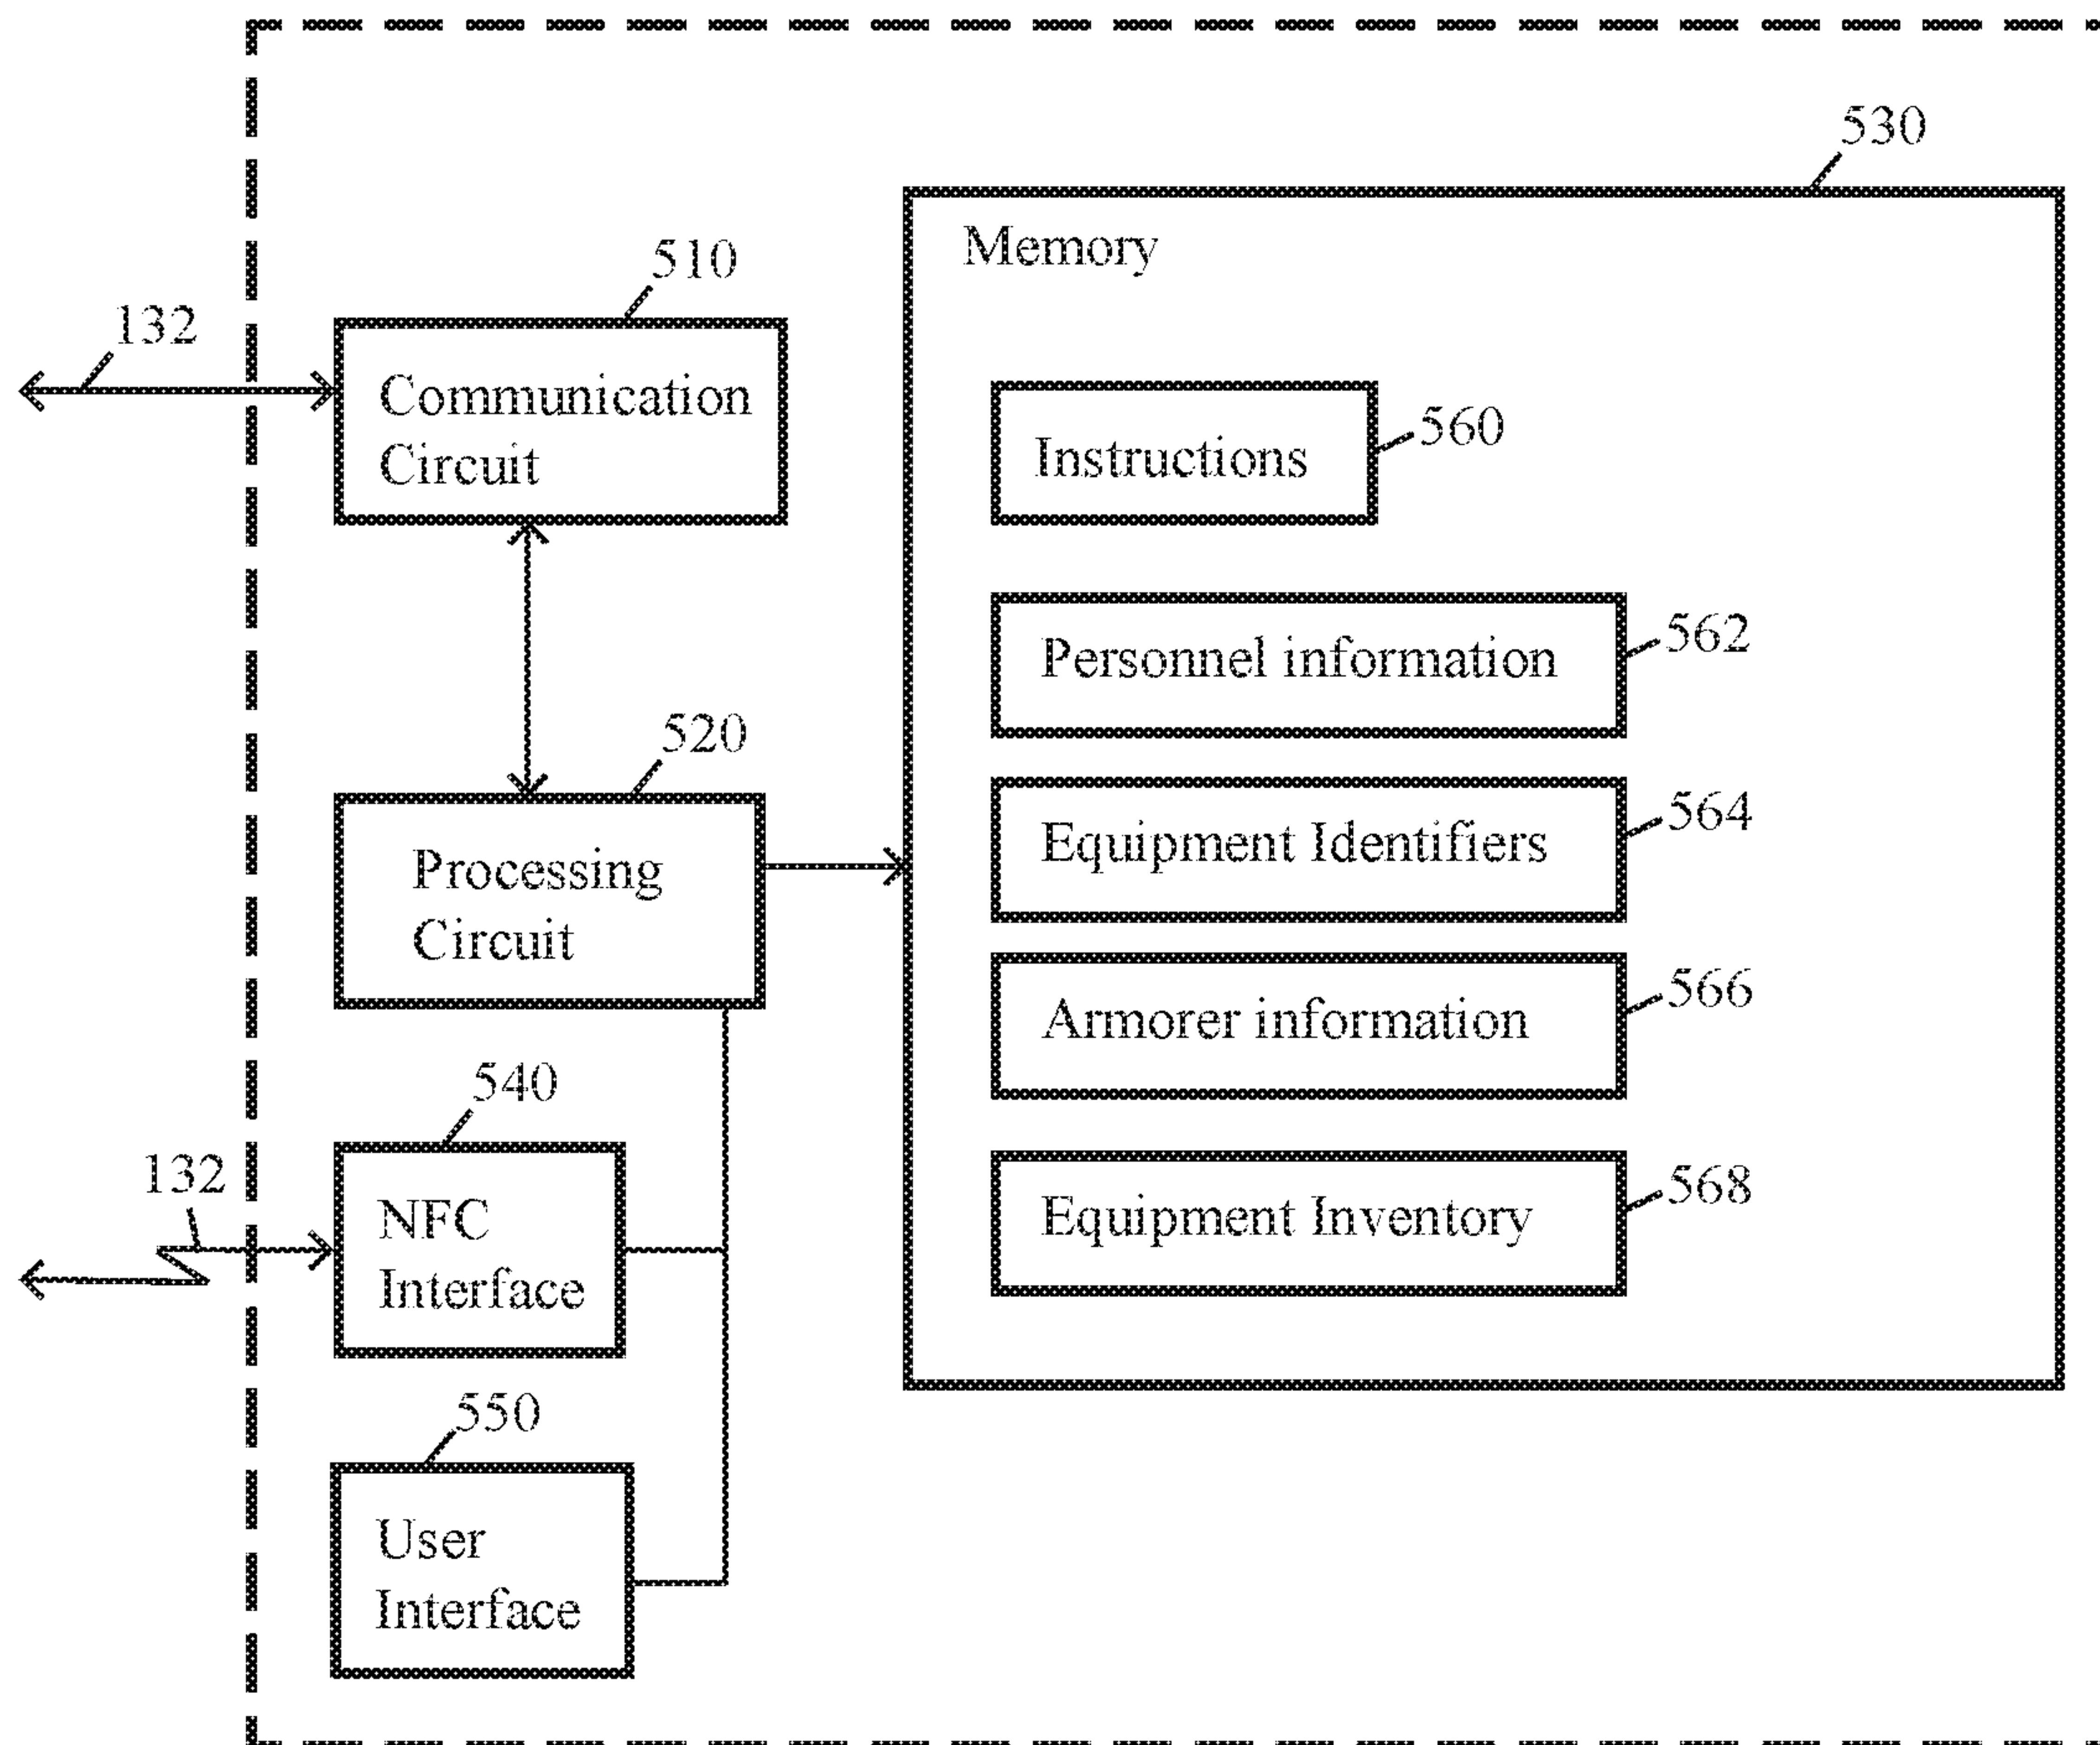 530
Memory
510
132
Communication
Circuit
Instructions
560
Personnel information
562
520
Processing
Circuit
Equipment Identifiers
564
Armorer information
566
540
132
NFC
Interface
Equipment Inventory
568
550
User
Interface